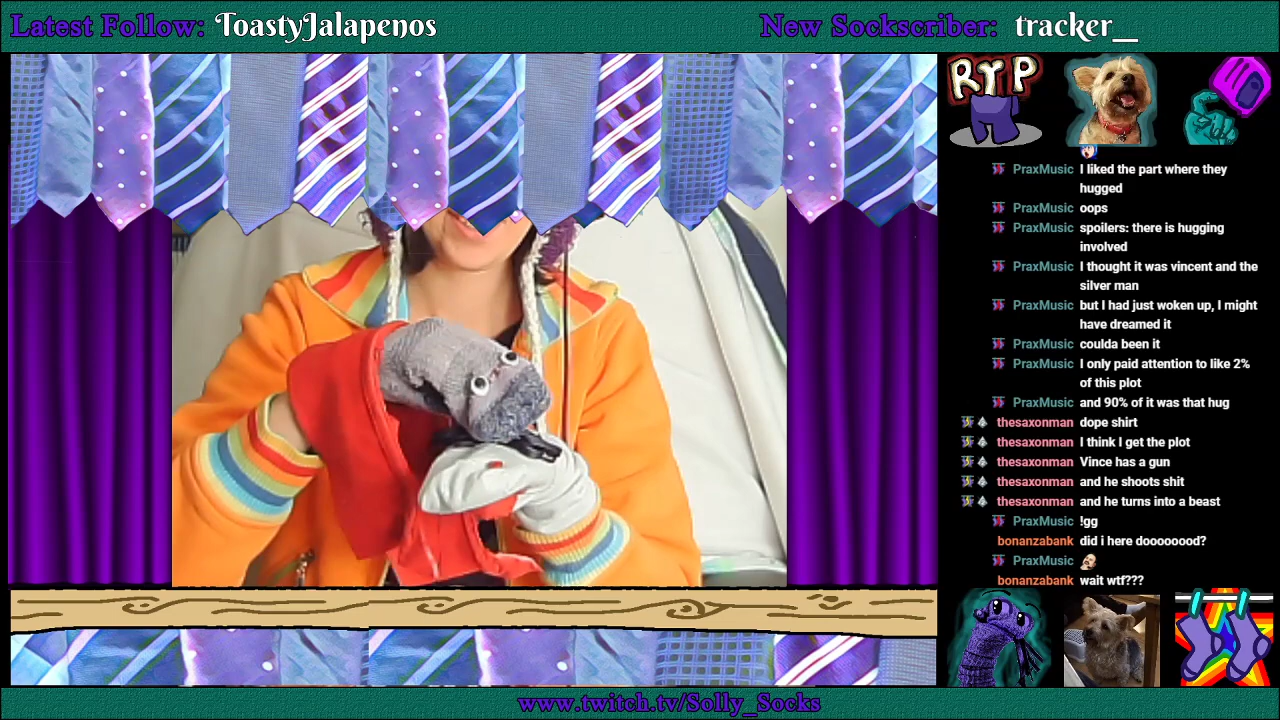 Latest Follow: ToastyJalapenos
New Sockscriber: tracker__
RTP
PraxMusic I liked the part where they
hugged
PraxMusic oops
PraxMusic spoilers: there is hugging
involved
PraxMusic I thought it was vincent and the
silver man
PraxMusic but I had just woken up, I might
have dreamed it
PraxMusic coulda been it
PraxMusic I only paid attention to like 2%
of this plot
PraxMusic and 90% of it was that hug
thesaxonman dope shirt
thesaxonman I think I get the plot
thesaxonman Vince has a gun
thesaxonman and he shoots shit
thesaxonman and he turns into a beast
PraxMusic !gg
bonanzabank did i here doooooood?
PraxMusic
bonanzabank wait wtf???
www.twitch.tv/Solly_Socks